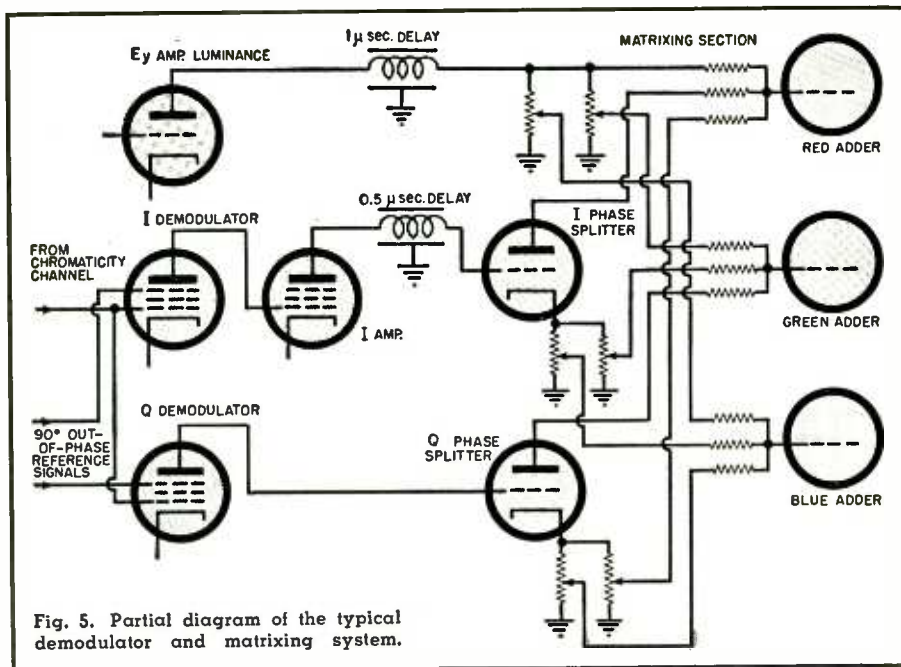 1 μ SEC. DELAY
MATRIXING SECTION
Ey AMP. LUMINANCE
RED ADDER
0.5 μ SEC. DELAY
I DEMODULATOR
I PHASE
SPLITTER
FROM
CHROMATICITY
CHANNEL
I AMP.
GREEN ADDER
Q DEMODULATOR
Q PHASE
SPLITTER
90° OUT-
OF-PHASE
REFERENCE
SIGNALS
BLUE ADDER
Fig. 5. Partial diagram of the typical
demodulator and matrixing system.